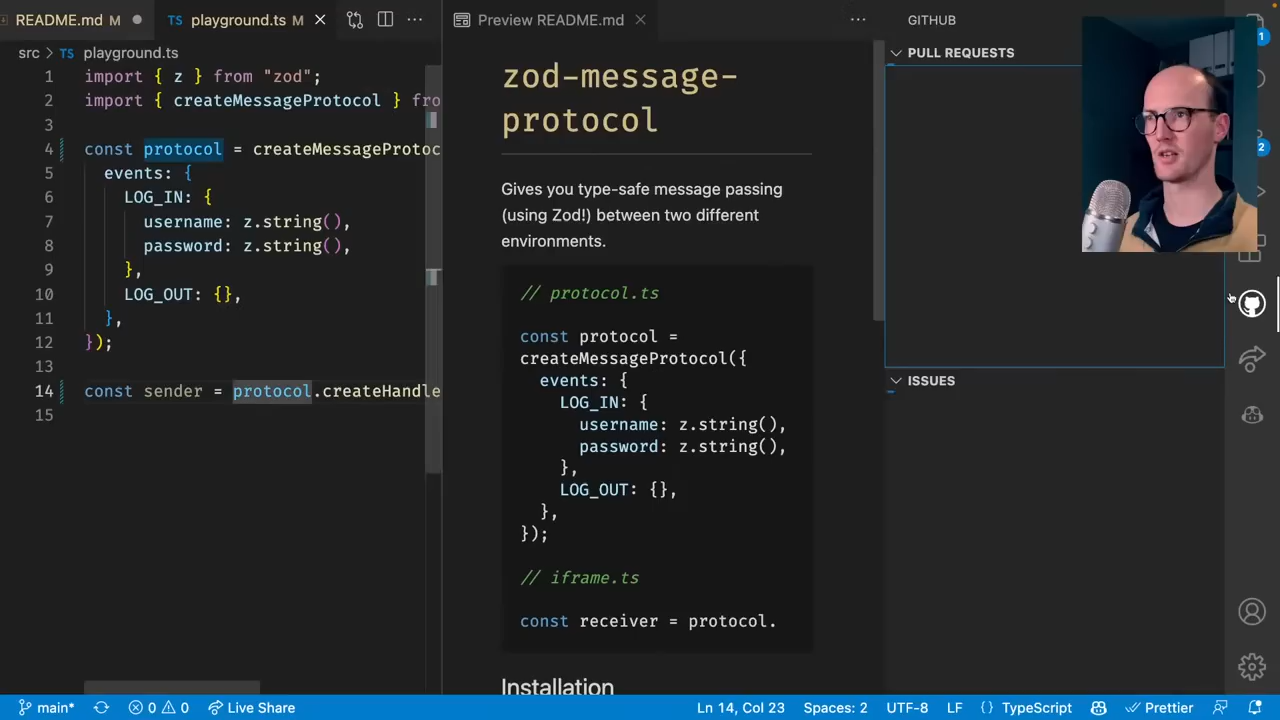 README.md M
TS playground.ts M
Preview README.md
GITHUB
src > TS playground.ts
1 import { z } from "zod";
2 import { createMessageProtocol } fro
3
4 const protocol = createMessageProtoc
5 events: {
6 LOG_IN: {
7 username: z.string(),
8 password: z.string(),
9 },
10 LOG_OUT: {},
11 },
12 });
13
14 const sender = protocol.createHandle
15
zod-message-
protocol
Gives you type-safe message passing
(using Zod!) between two different
environments.
// protocol.ts
const protocol =
createMessageProtocol({
events: {
LOG_IN: {
username: z.string(),
password: z.string(),
},
LOG_OUT: {},
},
});
// iframe.ts
const receiver = protocol.
Installation
PULL REQUESTS
ISSUES
1
2
main* 0 0 Live Share Ln 14, Col 23 Spaces: 2 UTF-8 LF {} TypeScript Prettier